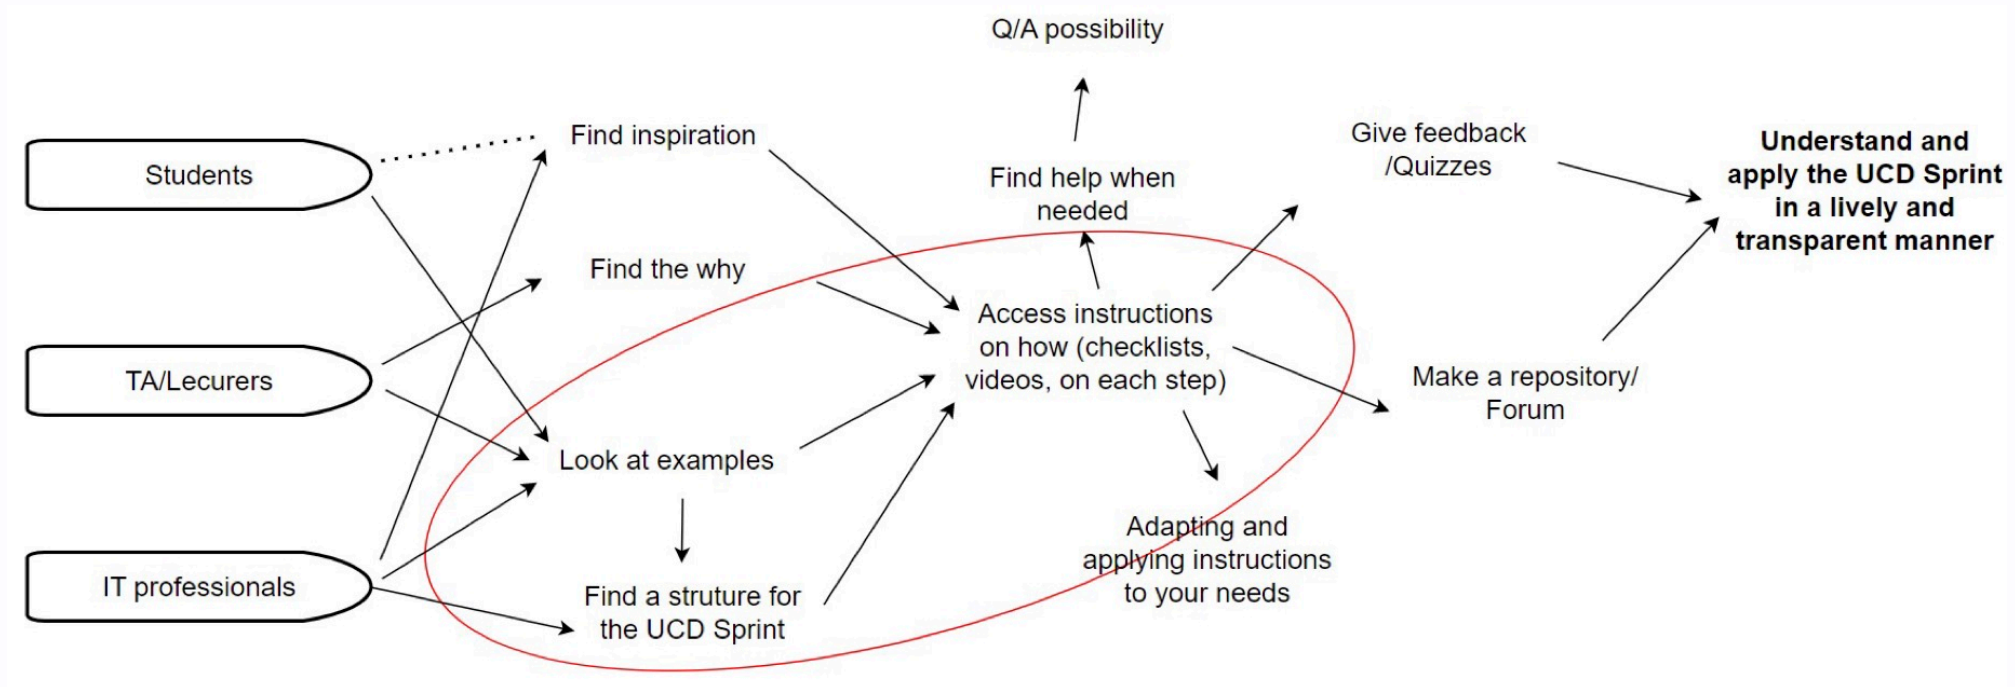 Q/A possibility
Students
Find inspiration
Find help when
needed
Give feedback
/Quizzes
Understand and
apply the UCD Sprint
in a lively and
transparent manner
TA/Lecurers
Find the why
Access instructions
on how (checklists,
videos, on each step)
Make a repository/
Forum
Look at examples
IT professionals
Find a struture for
the UCD Sprint
Adapting and
applying instructions
to your needs